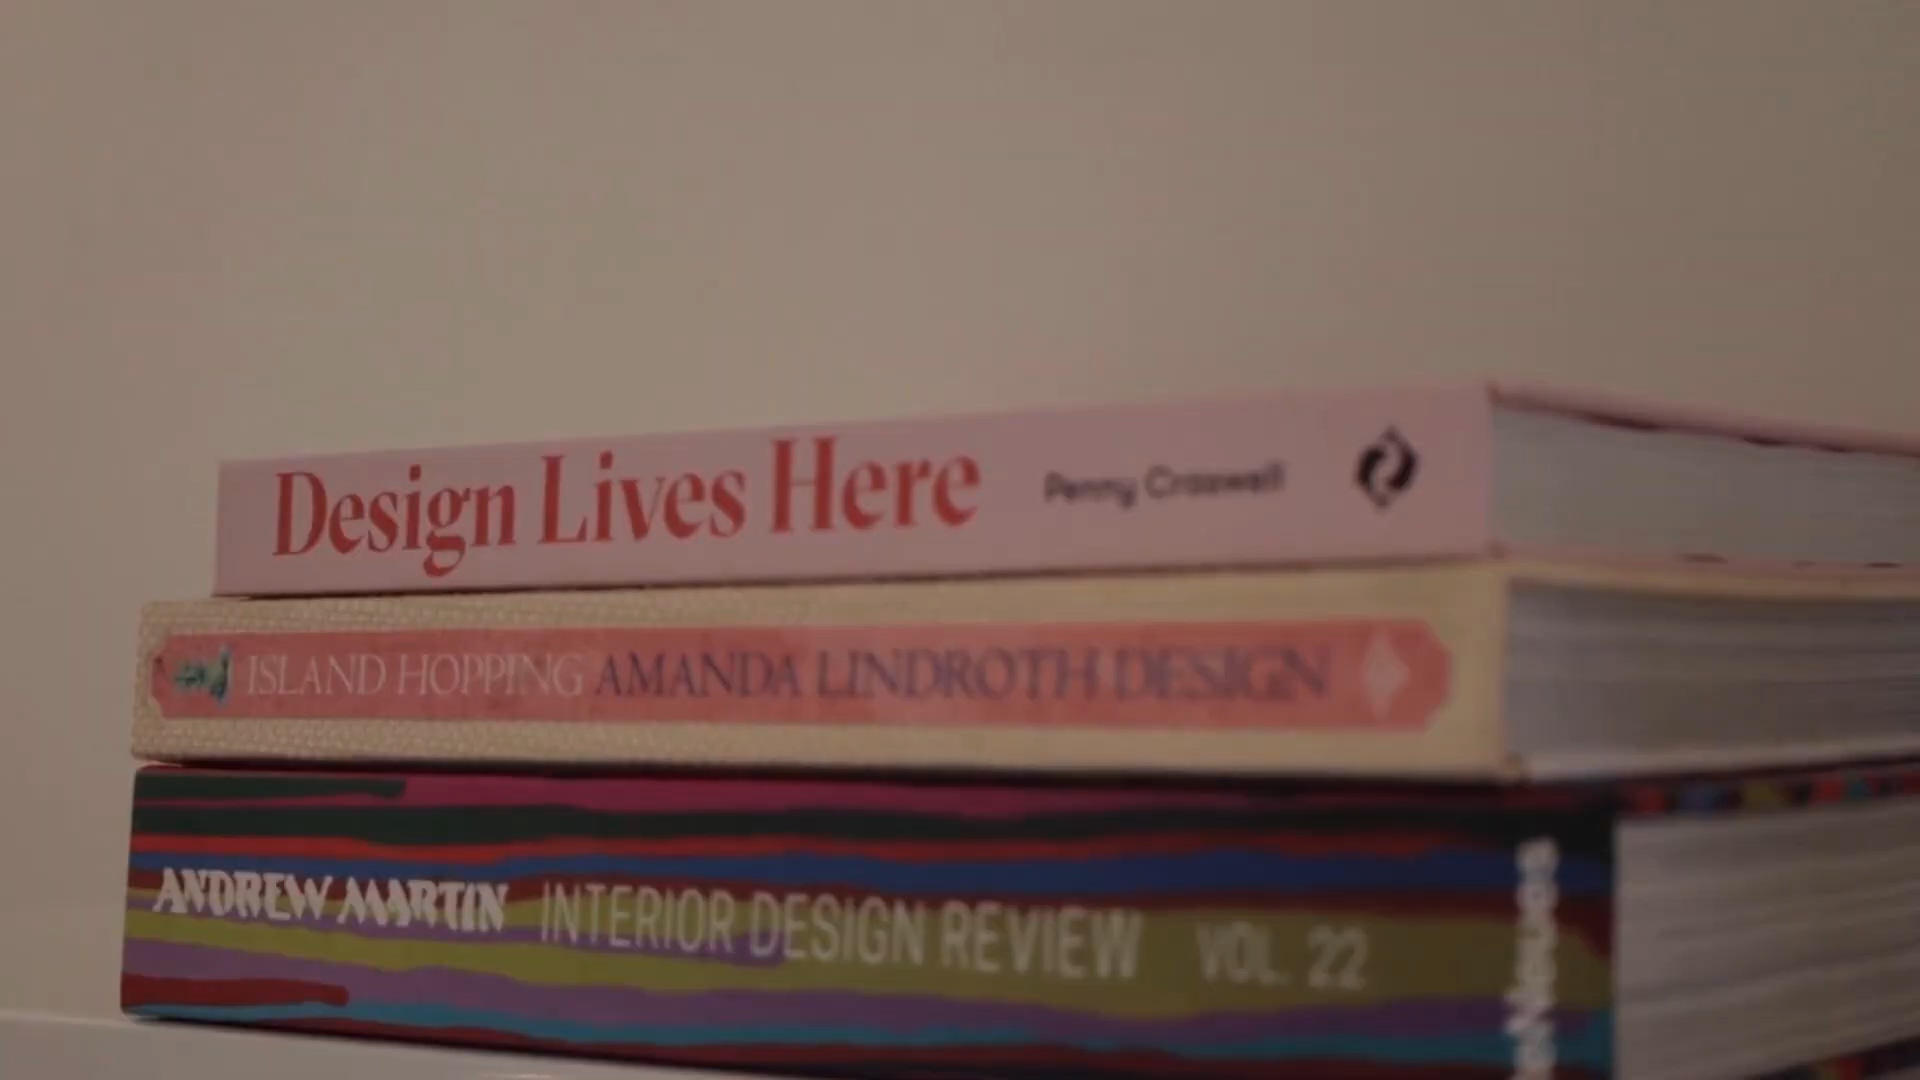 Design Lives Here Penny Craswell
ISLAND HOPPING AMANDA LINDROTH DESIGN
ANDREW MARTIN INTERIOR DESIGN REVIEW VOL. 22